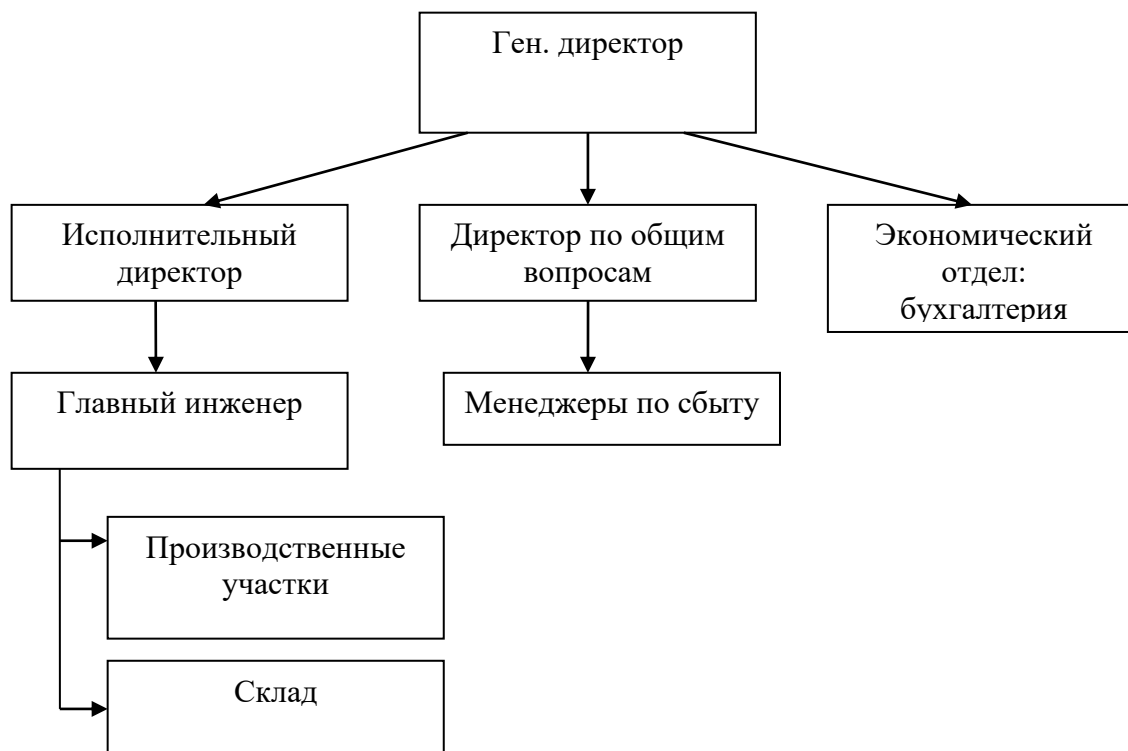 Ген. директор
Исполнительный
директор
Директор по общим
вопросам
Экономический
отдел:
бухгалтерия
Главный инженер
Менеджеры по сбыту
Производственные
участки
Склад